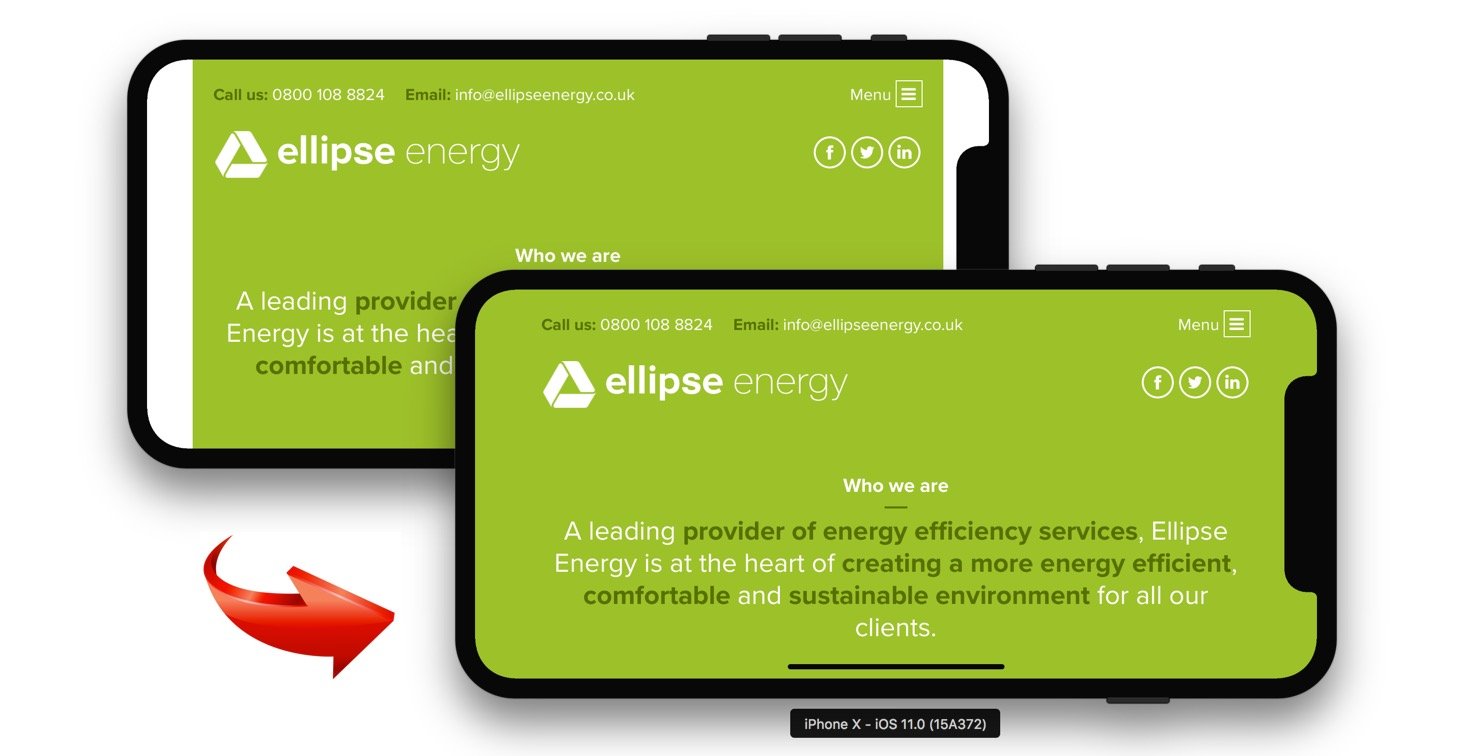 Call us: 0800 108 8824 Email: info@ellipseenergy.co.uk Menu
ellipse energy
Who we are
A leading provider
Energy is at the hea
comfortable and
Call us: 0800 108 8824 Email: info@ellipseenergy.co.uk Menu
ellipse energy
Who we are
A leading provider of energy efficiency services, Ellipse
Energy is at the heart of creating a more energy efficient,
comfortable and sustainable environment for all our
clients.
iPhone X - iOS 11.0 (15A372)